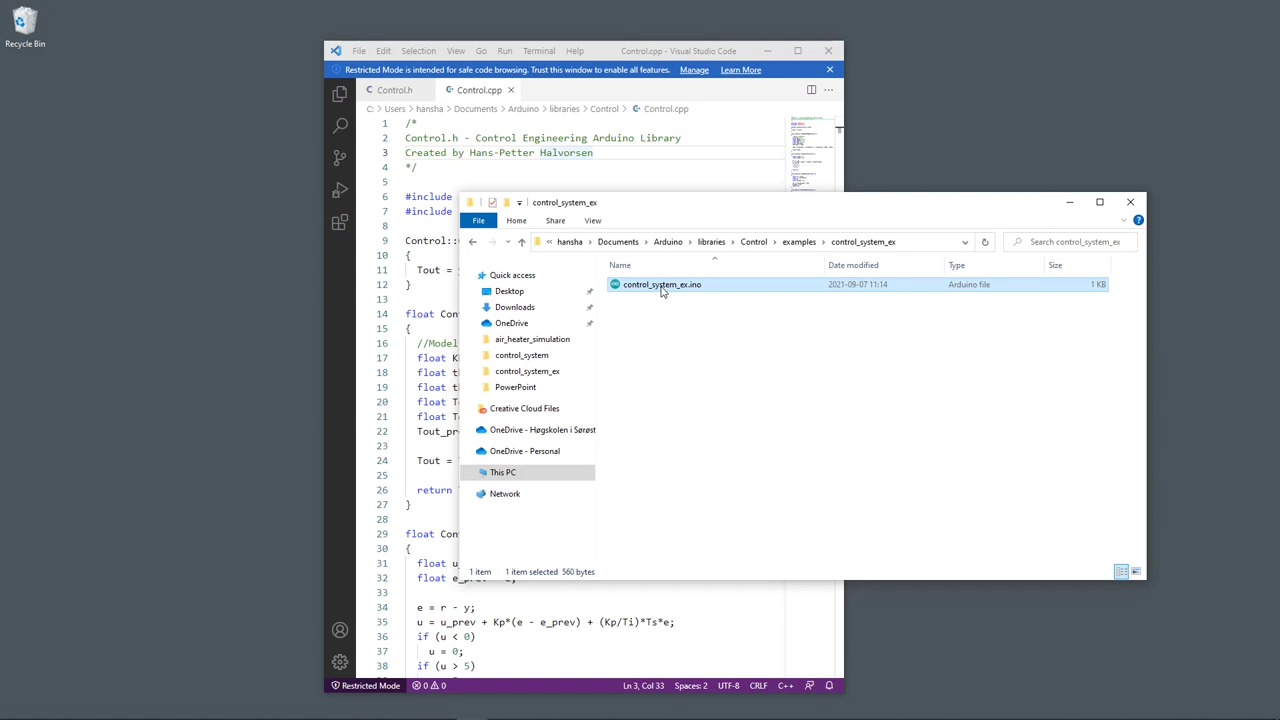 Recycle Bin
File Edit Selection View Go Run Terminal Help Control.cpp - Visual Studio Code
Restricted Mode is intended for safe code browsing. Trust this window to enable all features. Manage Learn More
Control.h Control.cpp
C: > Users > hansha > Documents > Arduino > libraries > Control > Control.cpp
1 /*
2 Control.h - Control Engineering Arduino Library
3 Created by Hans-Petter Halvorsen
4 */
5
6 #include
7 #include
8
9 Control::
10 {
11 Tout =
12 }
13
14 float Con
15 {
16 //Model
17 float K
18 float t
19 float t
20 float T
21 float T
22 Tout_pr
23
24 Tout =
25
26 return
27 }
28
29 float Con
30 {
31 float u
32 float e_prev
33
34 e = r - y;
35 u = u_prev + Kp*(e - e_prev) + (Kp/Ti)*Ts*e;
36 if (u < 0)
37 u = 0;
38 if (u > 5)
Restricted Mode 0 0 Ln 3, Col 33 Spaces: 2 UTF-8 CRLF C++
control_system_ex
File Home Share View
« hansha > Documents > Arduino > libraries > Control > examples > control_system_ex Search control_system_ex
Name Date modified Type Size
control_system_ex.ino 2021-09-07 11:14 Arduino file 1 KB
Quick access
Desktop
Downloads
OneDrive
air_heater_simulation
control_system
control_system_ex
PowerPoint
Creative Cloud Files
OneDrive - Høgskolen i Sørøst
OneDrive - Personal
This PC
Network
1 item 1 item selected 560 bytes